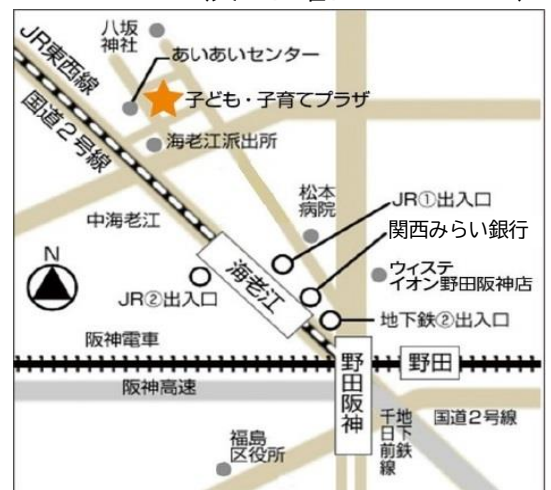 八坂
神社
あいあいセンター
JR東西線
国道2号線
子ども・子育てプラザ
海老江派出所
中海老江
松本
病院
JR①出入口
関西みらい銀行
N
海老江
ウィステ
イオン野田阪神店
JR②出入口
地下鉄②出入口
阪神電車
野田阪神
野田
阪神高速
千日前線
地下鉄
国道2号線
福島
区役所